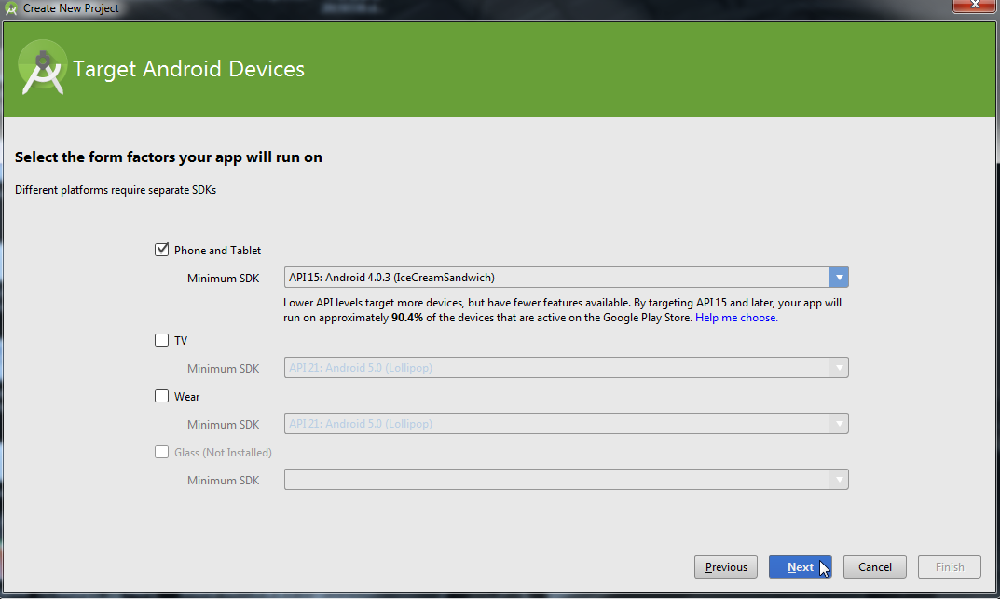 Create New Project
Target Android Devices
Select the form factors your app will run on
Different platforms require separate SDKs
Phone and Tablet
Minimum SDK
API 15: Android 4.0.3 (IceCreamSandwich)
Lower API levels target more devices, but have fewer features available. By targeting API 15 and later, your app will
run on approximately 90.4% of the devices that are active on the Google Play Store. Help me choose.
TV
Minimum SDK
API 21: Android 5.0 (Lollipop)
Wear
Minimum SDK
API 21: Android 5.0 (Lollipop)
Glass (Not Installed)
Minimum SDK
Previous
Next
Cancel
Finish